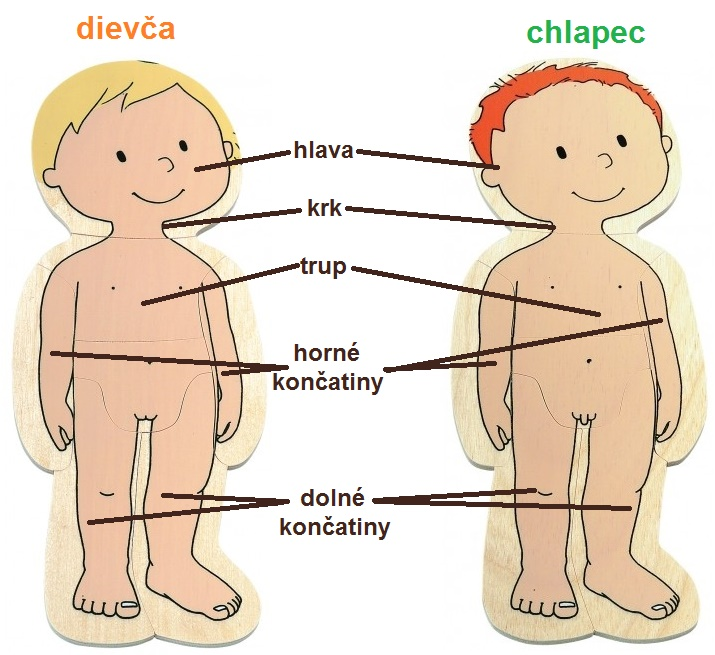 dievča
chlapec
hlava
krk
trup
horné
končatiny
dolné
končatiny